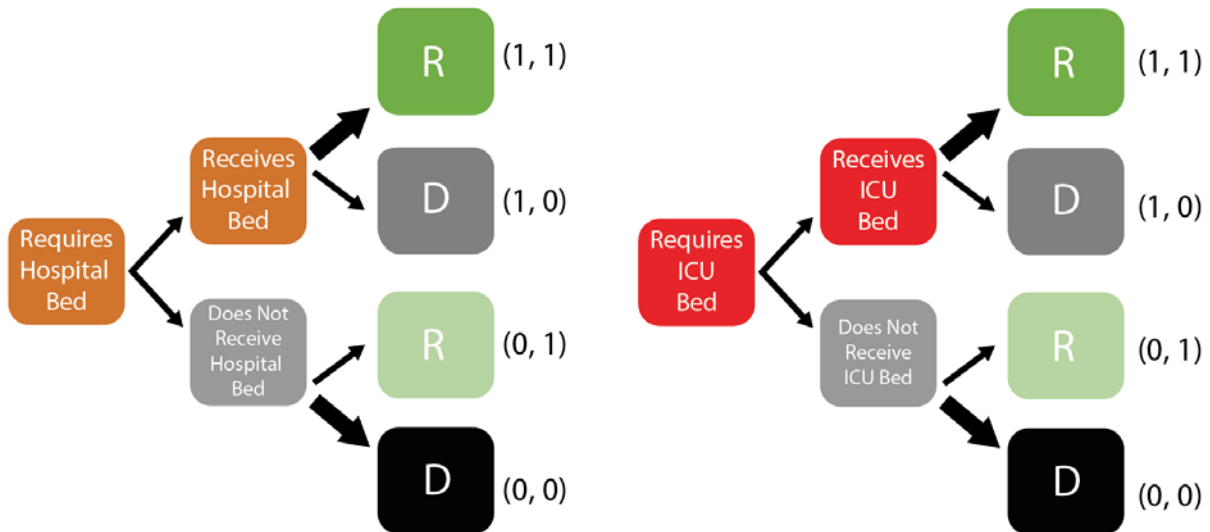 R
(1, 1)
Receives
Hospital
Bed
D
(1, 0)
Requires
Hospital
Bed
Does Not
Receive
Hospital
Bed
R
(0, 1)
D
(0, 0)
R
(1, 1)
Receives
ICU
Bed
D
(1, 0)
Requires
ICU
Bed
Does Not
Receive
ICU Bed
R
(0, 1)
D
(0, 0)